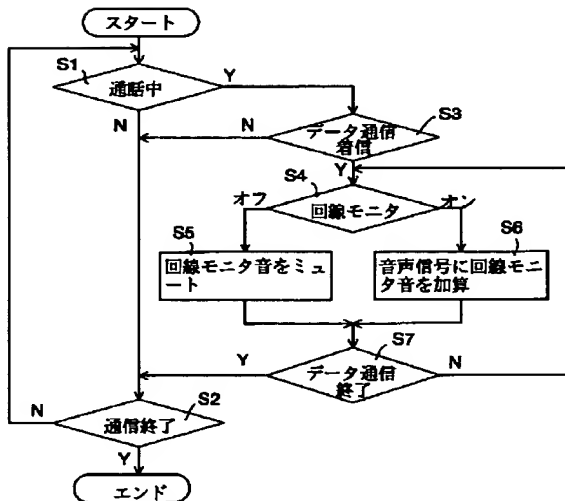 スタート
S1
通話中
Y
N
N
S3
データ通信
着信
Y
S4
回線モニタ
オフ
オン
S5
回線モニタ音をミュ
ート
S6
音声信号に回線モニ
タ音を加算
S7
データ通信
終了
Y
N
S2
通信終了
N
Y
エンド